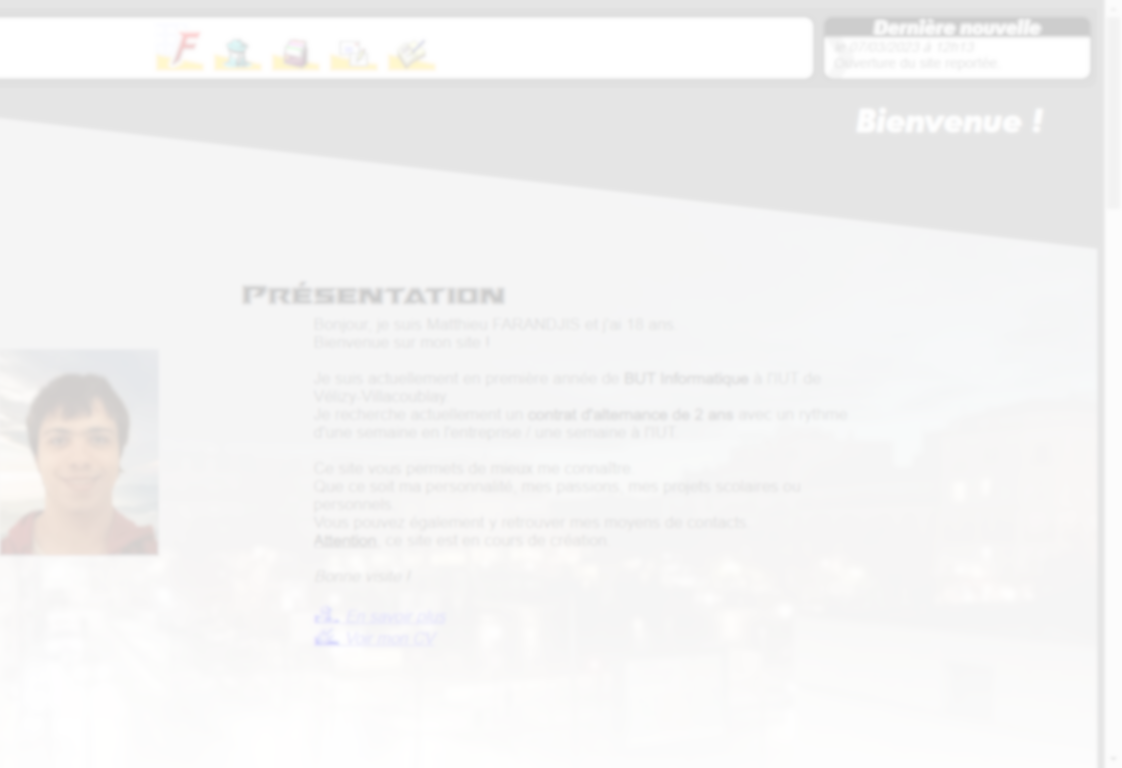 F
Dernière nouvelle
le 07/03/2023 à 12h13
Ouverture du site reportée.
Bienvenue !
PRÉSENTATION
Bonjour, je suis Matthieu FARANDJIS et j'ai 18 ans.
Bienvenue sur mon site !
Je suis actuellement en première année de BUT Informatique à l'IUT de
Vélizy-Villacoublay
Je recherche actuellement un contrat d'alternance de 2 ans avec un rythme
d'une semaine en l'entreprise / une semaine à l'IUT.
Ce site vous permets de mieux me connaître
Que ce soit ma personnalité, mes passions, mes projets scolaires ou
personnels.
Vous pouvez également y retrouver mes moyens de contacts.
Attention, ce site est en cours de création.
Bonne visite !
En savoir plus
Voir mon CV